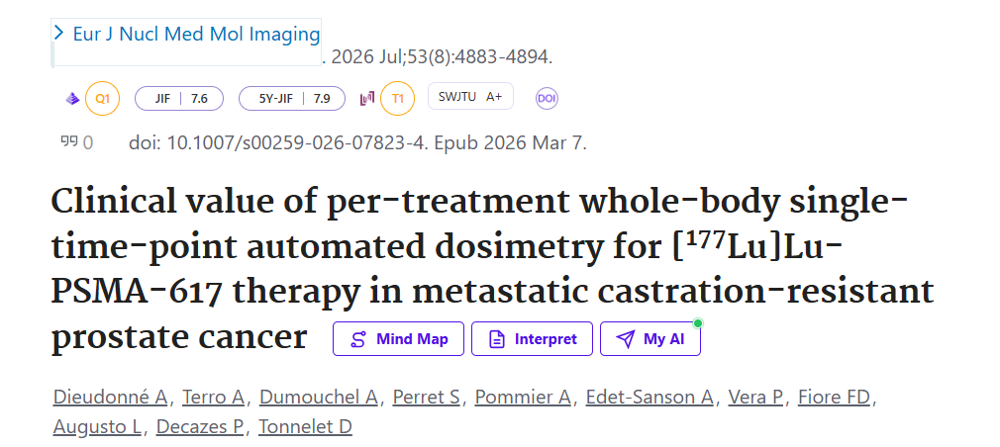 Eur J Nucl Med Mol Imaging
. 2026 Jul;53(8):4883-4894.
Q1 JIF | 7.6 5Y-JIF | 7.9 T1 SWJTU A+ DOI
0 doi: 10.1007/s00259-026-07823-4. Epub 2026 Mar 7.
Clinical value of per-treatment whole-body single-
time-point automated dosimetry for [¹⁷⁷Lu]Lu-
PSMA-617 therapy in metastatic castration-resistant
prostate cancer Mind Map Interpret My AI
Dieudonné A, Terro A, Dumouchel A, Perret S, Pommier A, Edet-Sanson A, Vera P, Fiore FD,
Augusto L, Decazes P, Tonnelet D